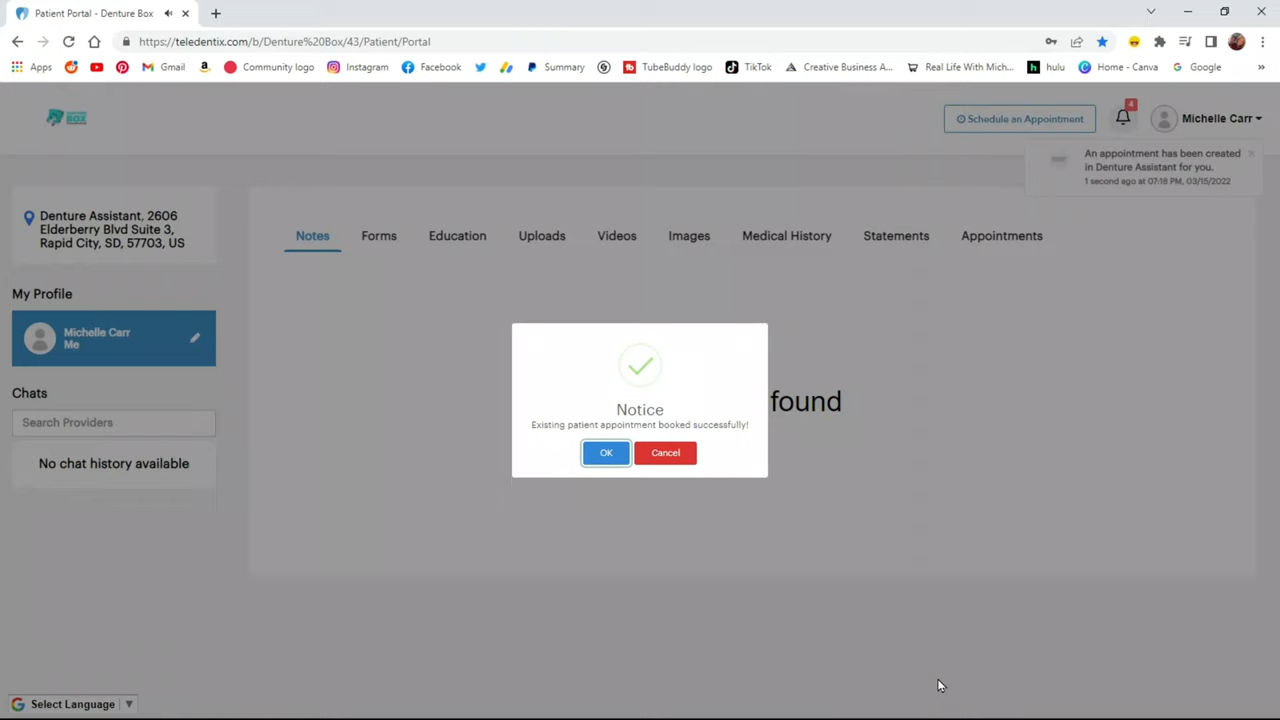 Patient Portal - Denture Box
https://teledentix.com/b/Denture%20Box/43/Patient/Portal
Apps
Gmail
Community logo
Instagram
Facebook
Summary
TubeBuddy logo
TikTok
Creative Business A...
Real Life With Mich...
hulu
Home - Canva
Google
BOX
Schedule an Appointment
4
Michelle Carr
An appointment has been created
in Denture Assistant for you.
1 second ago at 07:18 PM, 03/15/2022
Denture Assistant, 2606
Elderberry Blvd Suite 3,
Rapid City, SD, 57703, US
Notes
Forms
Education
Uploads
Videos
Images
Medical History
Statements
Appointments
My Profile
Michelle Carr
Me
Chats
Search Providers
No chat history available
found
Notice
Existing patient appointment booked successfully!
OK
Cancel
Select Language